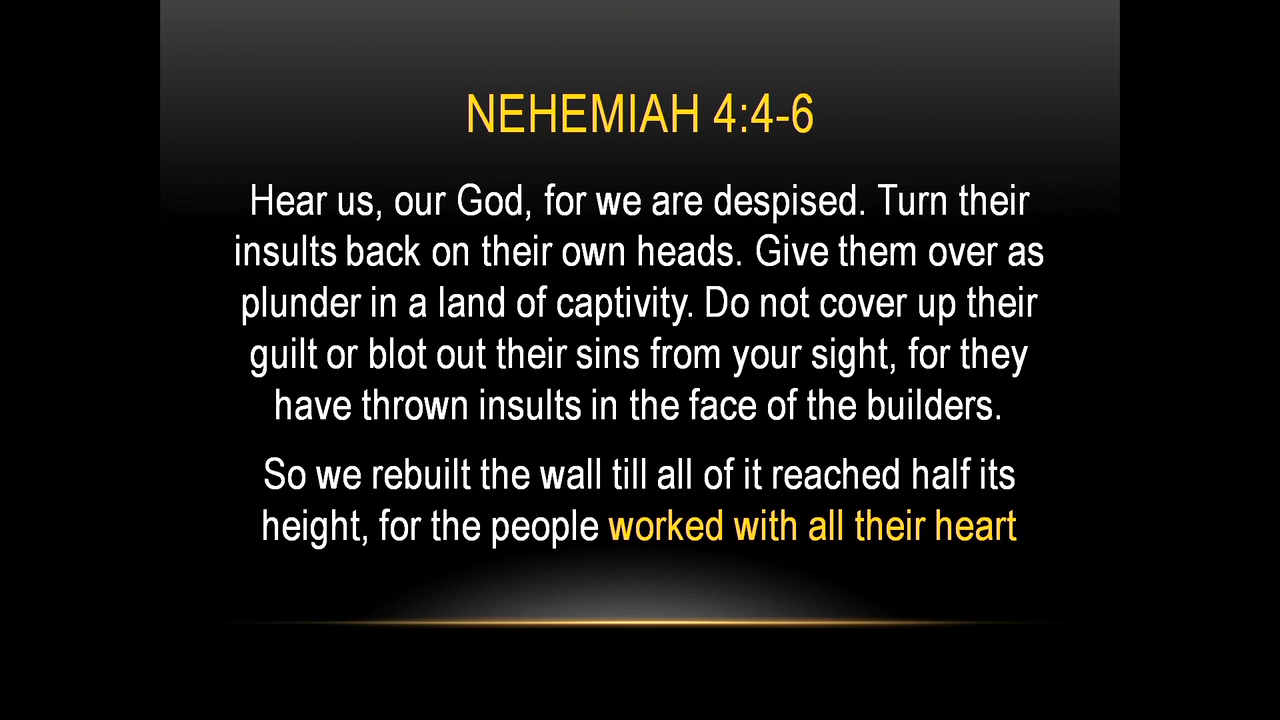 NEHEMIAH 4:4-6
Hear us, our God, for we are despised. Turn their
insults back on their own heads. Give them over as
plunder in a land of captivity. Do not cover up their
guilt or blot out their sins from your sight, for they
have thrown insults in the face of the builders.
So we rebuilt the wall till all of it reached half its
height, for the people worked with all their heart